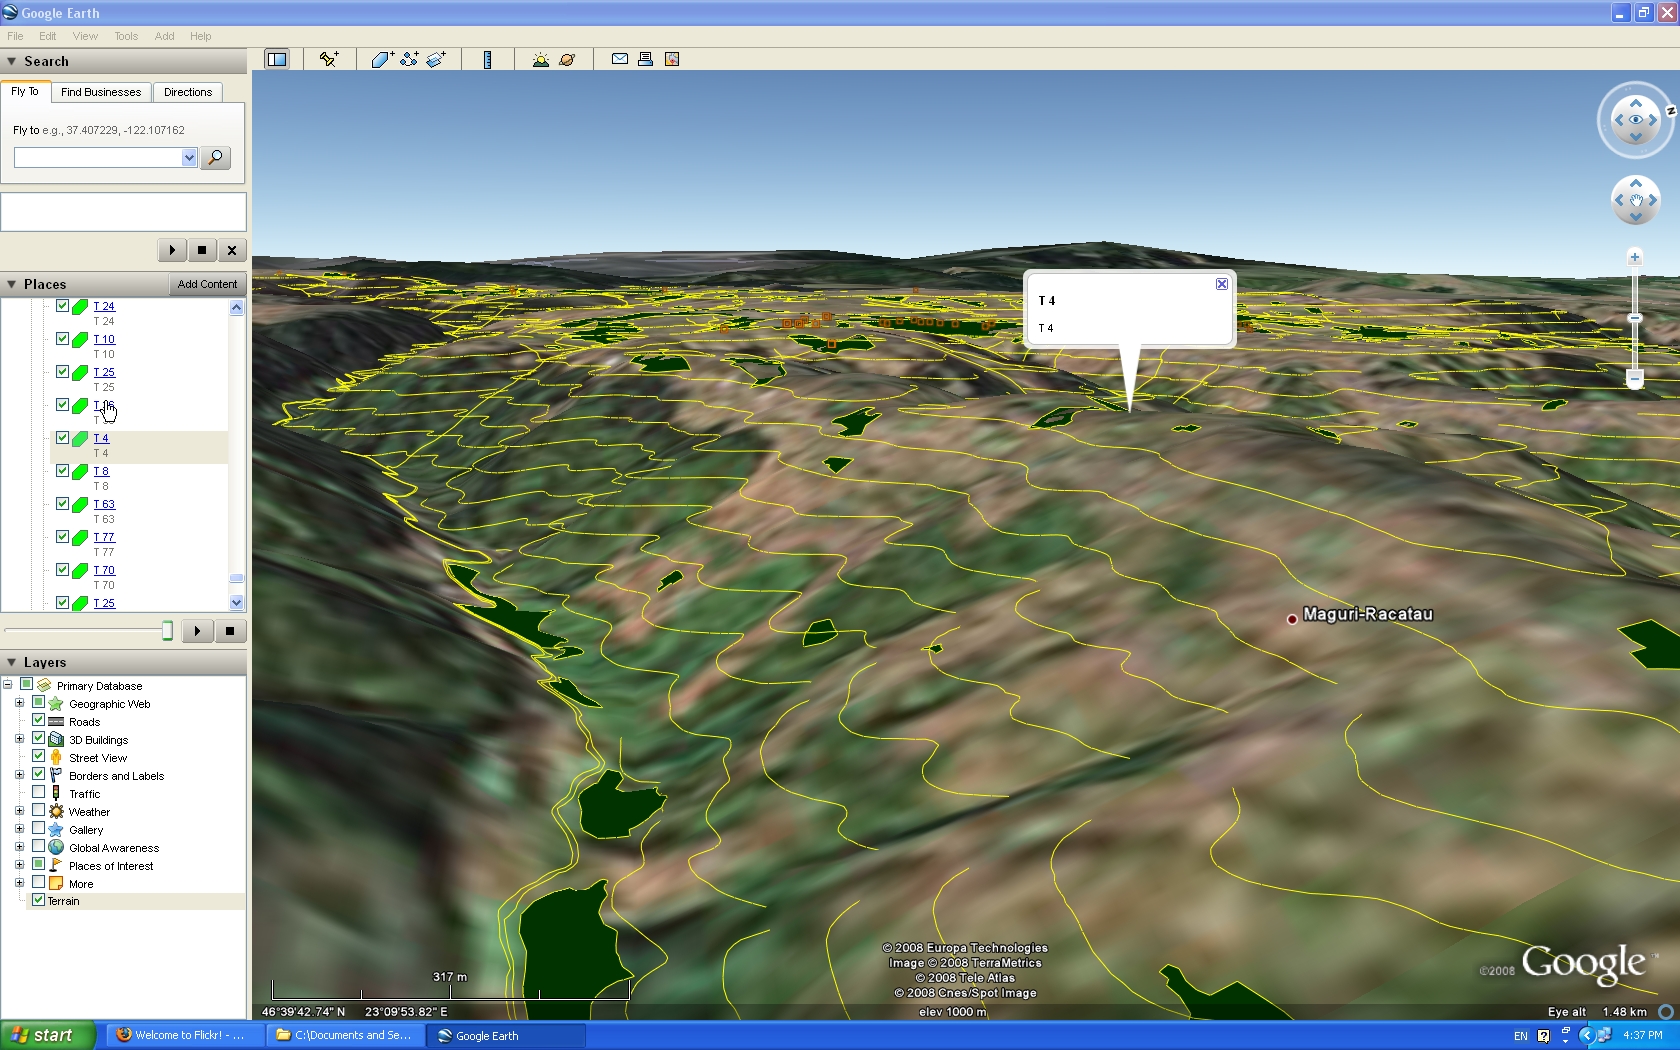 Google Earth
File Edit View Tools Add Help
Search
Fly To Find Businesses Directions
Fly to e.g., 37.407229, -122.107162
Places Add Content
T 24
T 24
T 10
T 10
T 25
T 25
T
T 4
T 4
T 8
T 8
T 63
T 63
T 77
T 77
T 70
T 70
T 25
Layers
Primary Database
Geographic Web
Roads
3D Buildings
Street View
Borders and Labels
Traffic
Weather
Gallery
Global Awareness
Places of Interest
More
Terrain
N
T 4
T 4
Maguri-Racatau
© 2008 Europa Technologies
Image © 2008 TerraMetrics
© 2008 Tele Atlas
© 2008 Cnes/Spot Image
©2008 Google™
317 m
46°39'42.74" N 23°09'53.82" E elev 1000 m Eye alt 1.48 km
start Welcome to Flickr! - ... C:\Documents and Se... Google Earth EN 4:37 PM